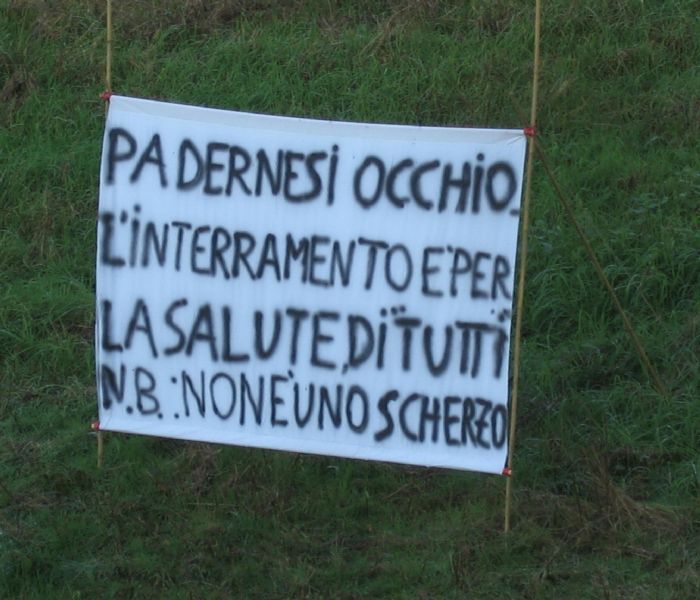 PADERNESi OCCHiO.
L'iNTERRAMENTO E'PER
LA SALUTE,Di "TUTTi"
N.B.:NON E'UNO SCHERZO